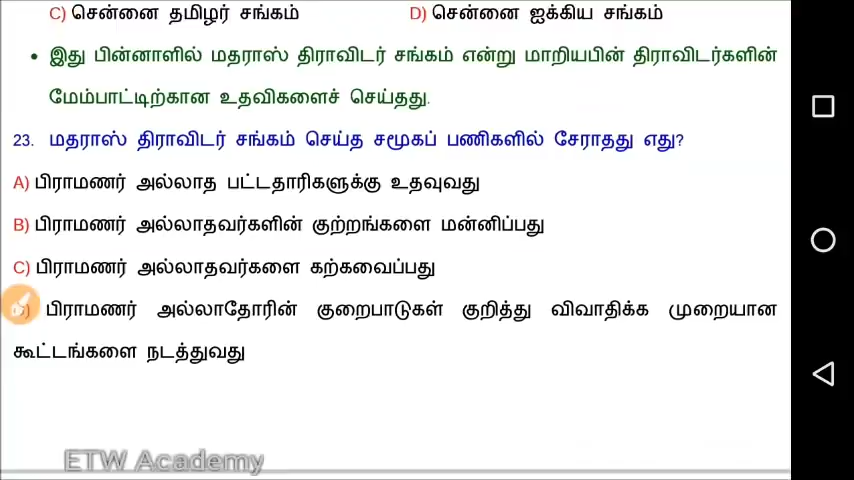 C) சென்னை தமிழர் சங்கம் D) சென்னை ஐக்கிய சங்கம்
• இது பின்னாளில் மதராஸ் திராவிடர் சங்கம் என்று மாறியபின் திராவிடர்களின்
மேம்பாட்டிற்கான உதவிகளைச் செய்தது.
23. மதராஸ் திராவிடர் சங்கம் செய்த சமூகப் பணிகளில் சேராதது எது?
A) பிராமணர் அல்லாத பட்டதாரிகளுக்கு உதவுவது
B) பிராமணர் அல்லாதவர்களின் குற்றங்களை மன்னிப்பது
C) பிராமணர் அல்லாதவர்களை கற்கவைப்பது
பிராமணர் அல்லாதோரின் குறைபாடுகள் குறித்து விவாதிக்க முறையான
கூட்டங்களை நடத்துவது
ETW Academy